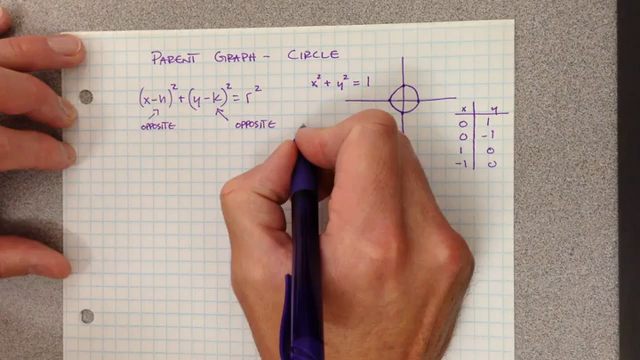 PARENT GRAPH - CIRCLE
(x-h)² + (y-k)² = r²
OPPOSITE OPPOSITE
x² + y² = 1
x y
0 1
0 -1
1 0
-1 0